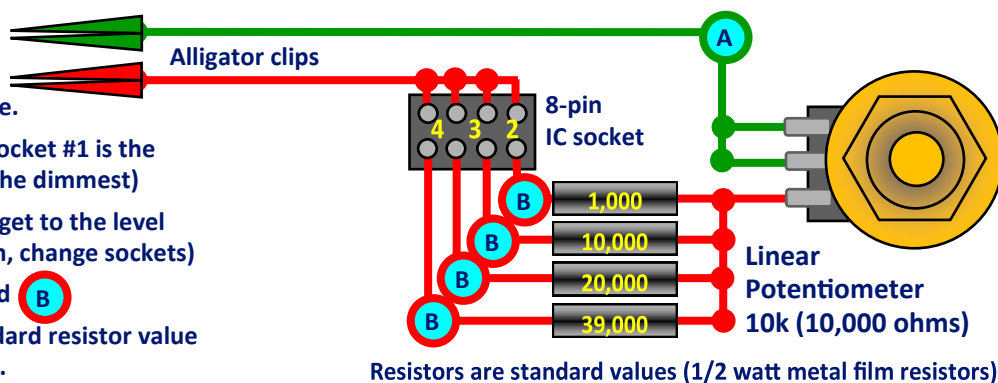 A
Alligator clips
8-pin
IC socket
4 3 2
e.
ocket #1 is the
he dimmest)
get to the level
n, change sockets)
d B
dard resistor value
.
B 1,000
B 10,000
B 20,000
B 39,000
Linear
Potentiometer
10k (10,000 ohms)
Resistors are standard values (1/2 watt metal film resistors)